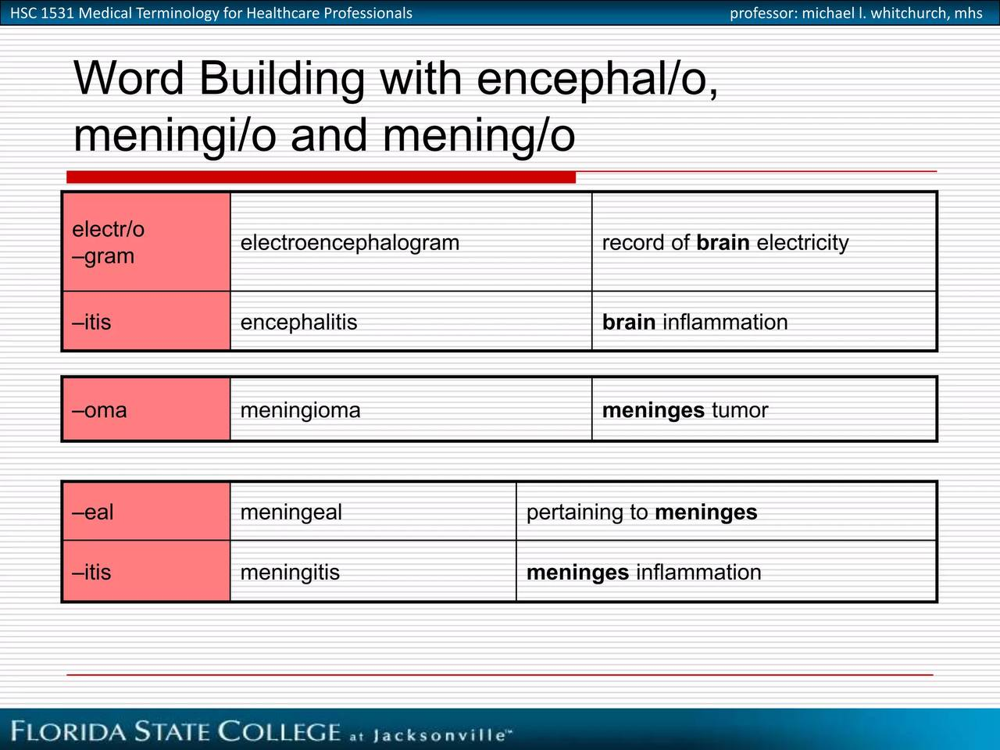 HSC 1531 Medical Terminology for Healthcare Professionals professor: michael l. whitchurch, mhs
Word Building with encephal/o,
meningi/o and mening/o
electr/o
–gram
electroencephalogram
record of brain electricity
–itis
encephalitis
brain inflammation
–oma
meningioma
meninges tumor
–eal
meningeal
pertaining to meninges
–itis
meningitis
meninges inflammation
FLORIDA STATE COLLEGE at Jacksonville™